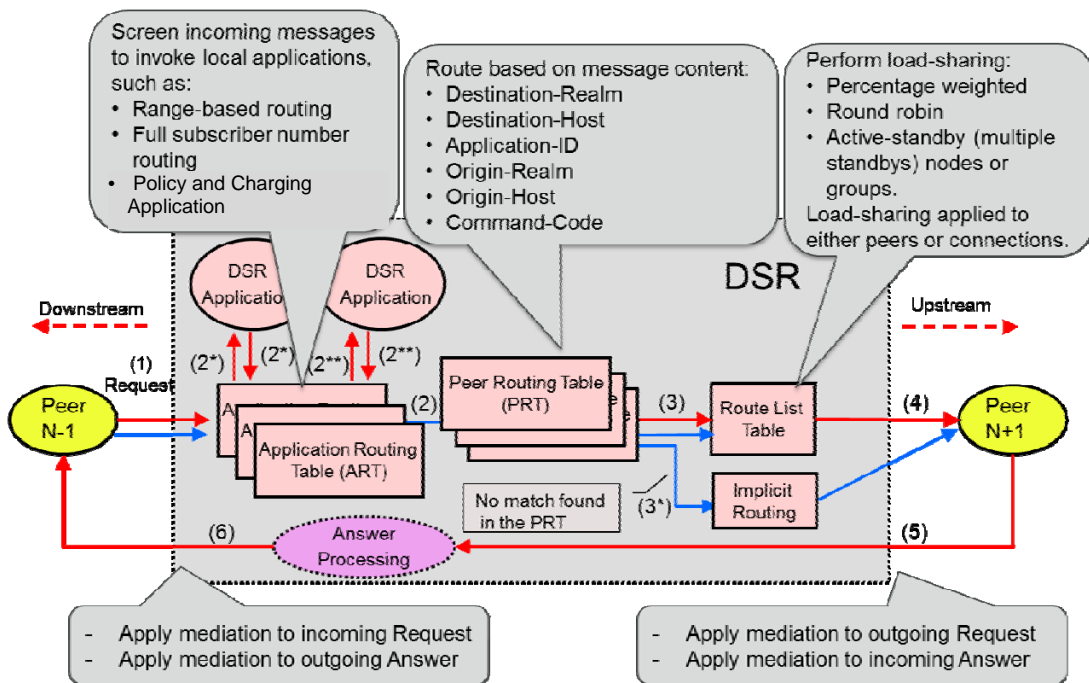 Screen incoming messages
to invoke local applications,
such as:
• Range-based routing
• Full subscriber number
routing
• Policy and Charging
Application
Route based on message content:
• Destination-Realm
• Destination-Host
• Application-ID
• Origin-Realm
• Origin-Host
• Command-Code
Perform load-sharing:
• Percentage weighted
• Round robin
• Active-standby (multiple
standbys) nodes or
groups.
Load-sharing applied to
either peers or connections.
DSR
DSR
Applicatio
DSR
Application
Downstream
Upstream
(1)
Request
(2*)
(2*)
(2**)
(2**)
Peer
N-1
Application Routing
Table (ART)
(2)
Peer Routing Table
(PRT)
(3)
Route List
Table
(4)
Peer
N+1
No match found
in the PRT
(3*)
Implicit
Routing
(6)
Answer
Processing
(5)
- Apply mediation to incoming Request
- Apply mediation to outgoing Answer
- Apply mediation to outgoing Request
- Apply mediation to incoming Answer